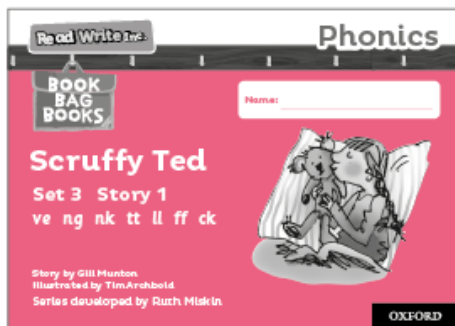 Read Write Inc.
Phonics
BOOK
BAG
BOOKS
Name:
Scruffy Ted
Set 3 Story 1
ve ng nk tt ll ff ck
Story by Gill Munton
Illustrated by Tim Archbold
Series developed by Ruth Miskin
OXFORD